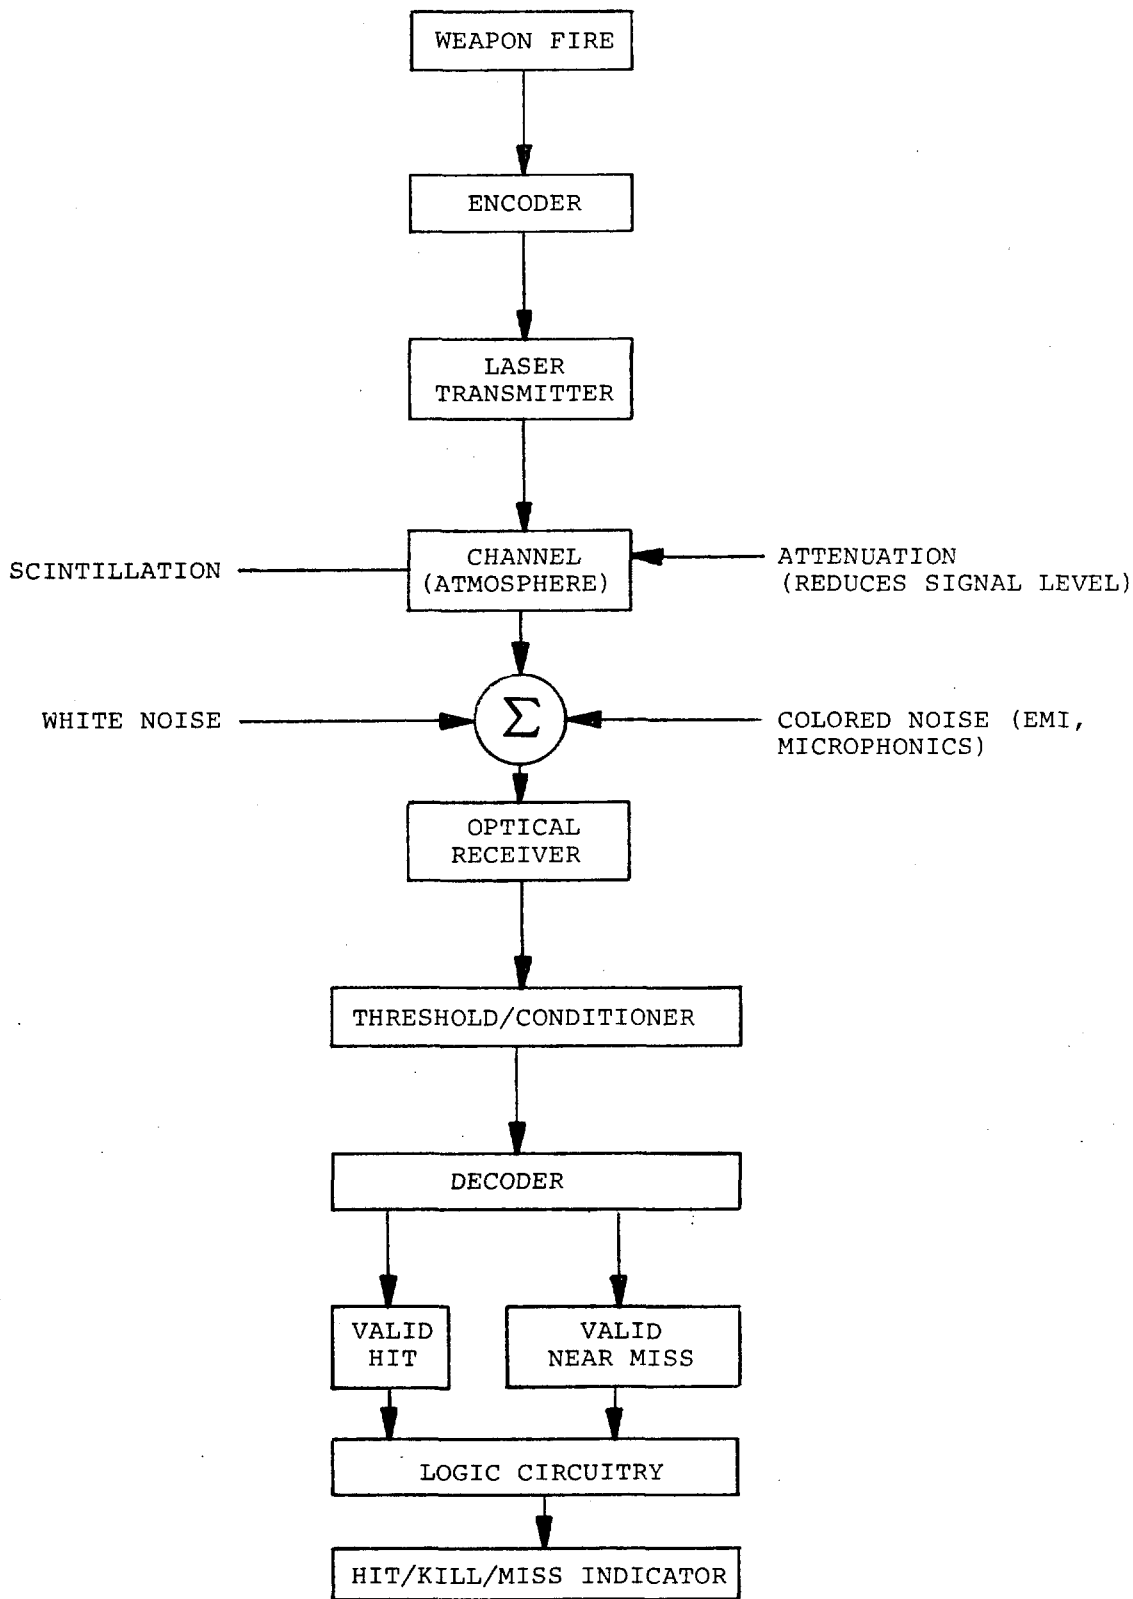 WEAPON FIRE
ENCODER
LASER
TRANSMITTER
SCINTILLATION
CHANNEL
(ATMOSPHERE)
ATTENUATION
(REDUCES SIGNAL LEVEL)
WHITE NOISE
Σ
COLORED NOISE (EMI,
MICROPHONICS)
OPTICAL
RECEIVER
THRESHOLD/CONDITIONER
DECODER
VALID
HIT
VALID
NEAR MISS
LOGIC CIRCUITRY
HIT/KILL/MISS INDICATOR